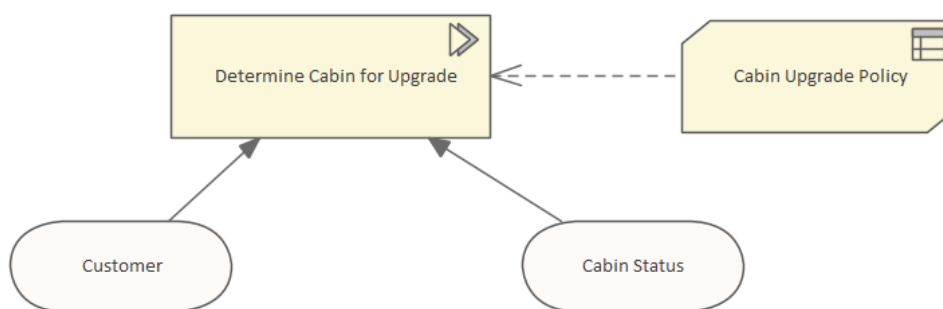 Determine Cabin for Upgrade
Cabin Upgrade Policy
Customer
Cabin Status